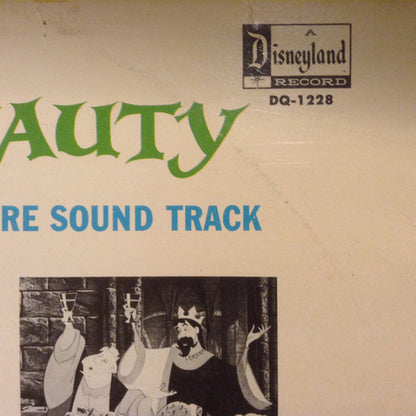 A
Disneyland
RECORD
DQ-1228
AUTY
RE SOUND TRACK